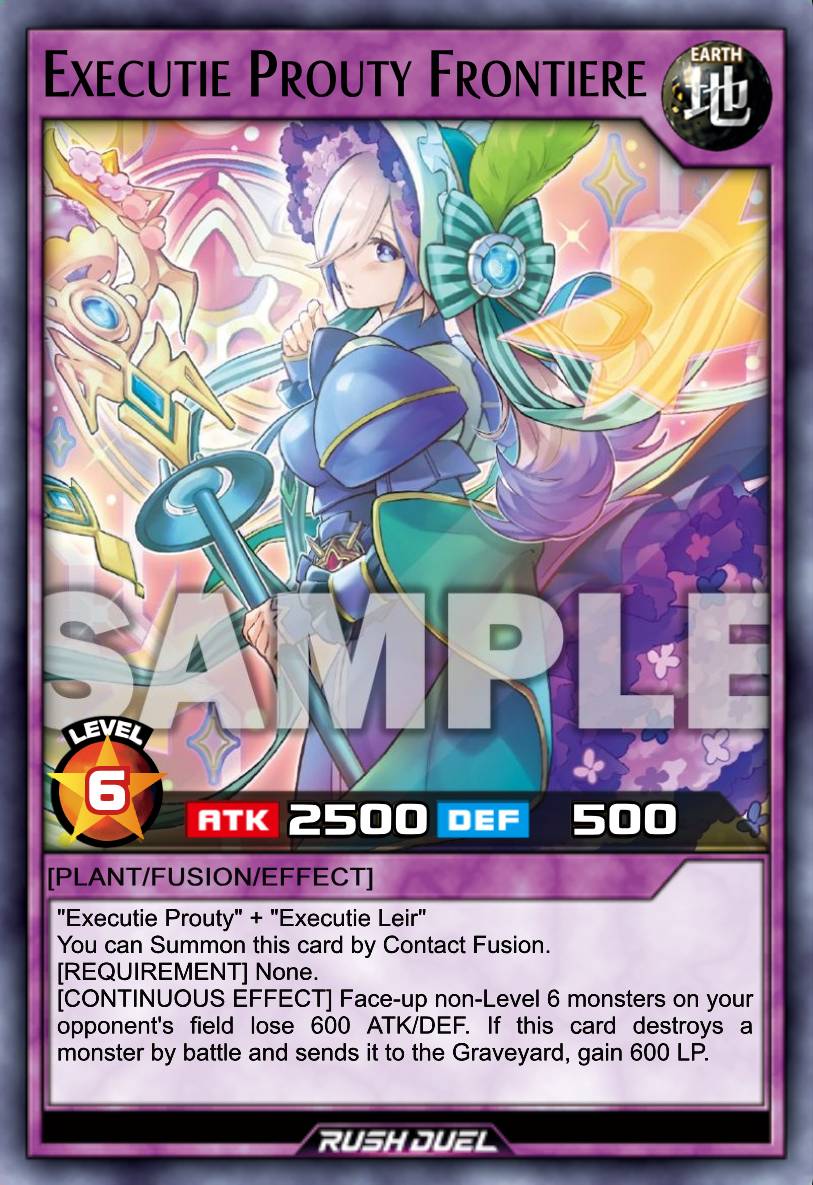 EXECUTIE PROUTY FRONTIERE
EARTH
地
SAMPLE
LEVEL
6
ATK 2500 DEF 500
[PLANT/FUSION/EFFECT]
"Executie Prouty" + "Executie Leir"
You can Summon this card by Contact Fusion.
[REQUIREMENT] None.
[CONTINUOUS EFFECT] Face-up non-Level 6 monsters on your
opponent's field lose 600 ATK/DEF. If this card destroys a
monster by battle and sends it to the Graveyard, gain 600 LP.
RUSH DUEL